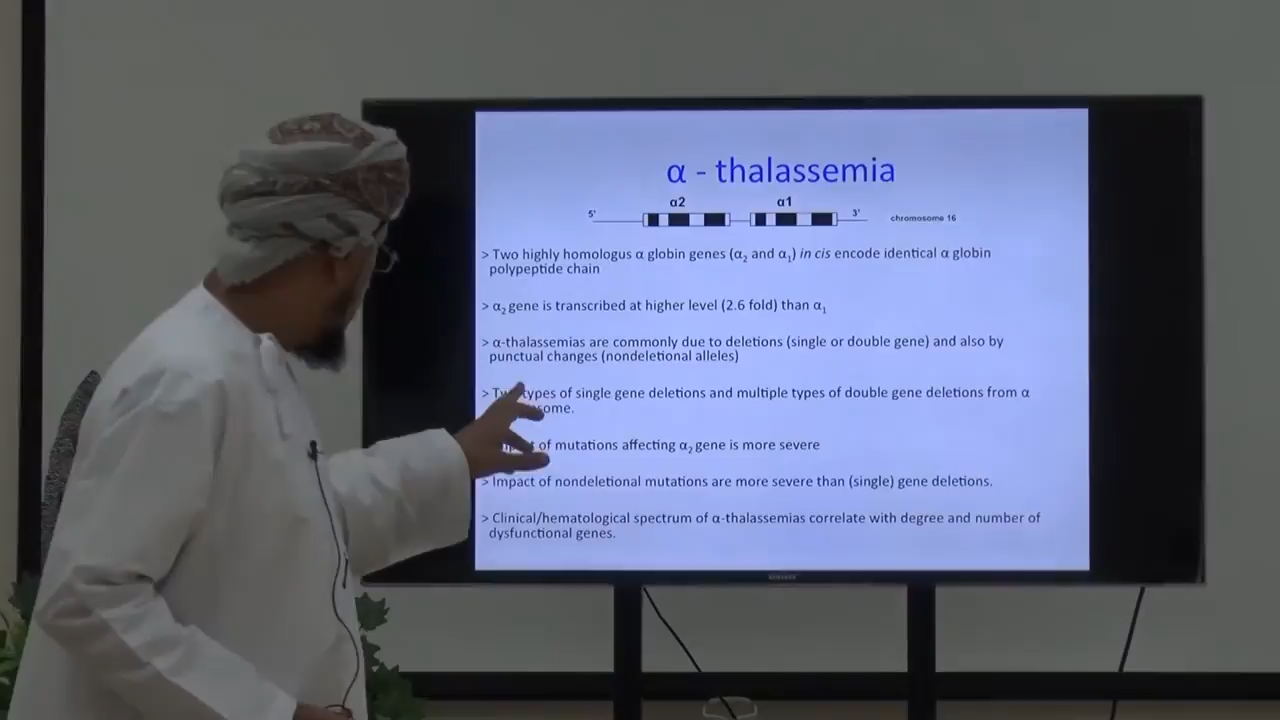 α - thalassemia
α2 α1
5' 3' chromosome 16
> Two highly homologus α globin genes (α₂ and α₁) in cis encode identical α globin
polypeptide chain
> α₂ gene is transcribed at higher level (2.6 fold) than α₁
> α-thalassemias are commonly due to deletions (single or double gene) and also by
punctual changes (nondeletional alleles)
> types of single gene deletions and multiple types of double gene deletions from α
of mutations affecting α₂ gene is more severe
> Impact of nondeletional mutations are more severe than (single) gene deletions.
> Clinical/hematological spectrum of α-thalassemias correlate with degree and number of
dysfunctional genes.
SAMSUNG